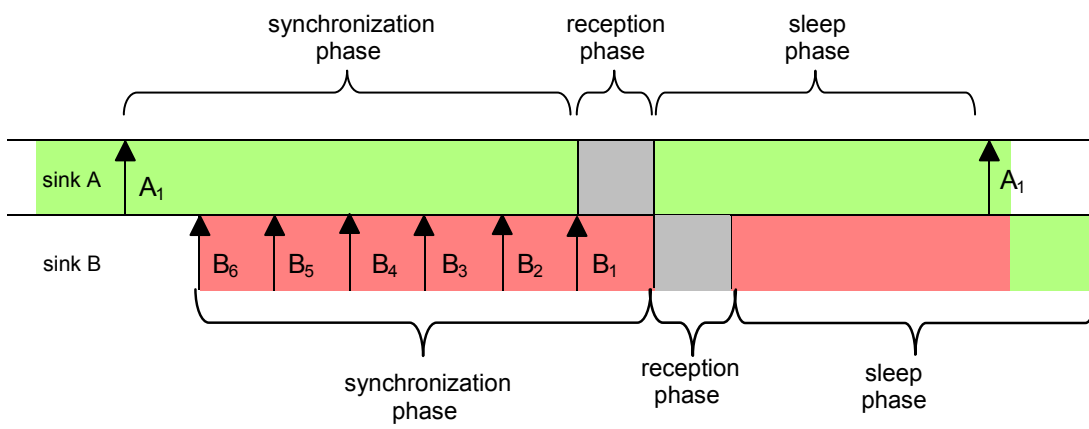 synchronization
phase
reception
phase
sleep
phase
sink A
A1
A1
sink B
B6
B5
B4
B3
B2
B1
synchronization
phase
reception
phase
sleep
phase